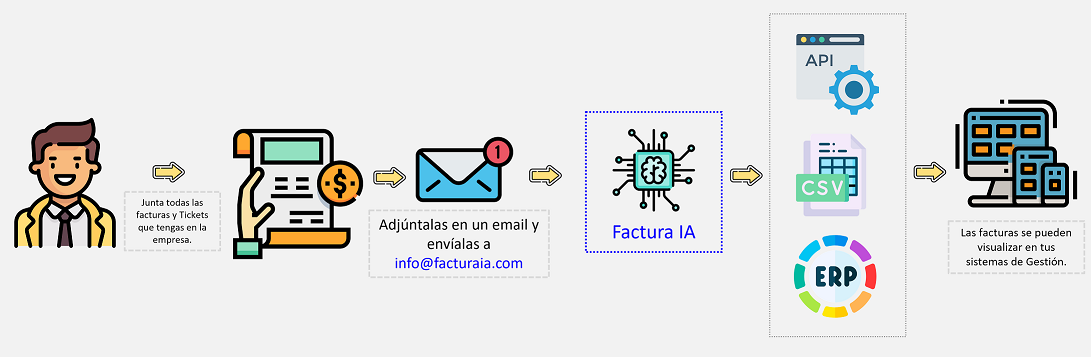 Junta todas las
facturas y Tickets
que tengas en la
empresa.
$
1
Adjúntalas en un email y
envíalas a
info@facturaia.com
Factura IA
API
CSV
ERP
Las facturas se pueden
visualizar en tus
sistemas de Gestión.